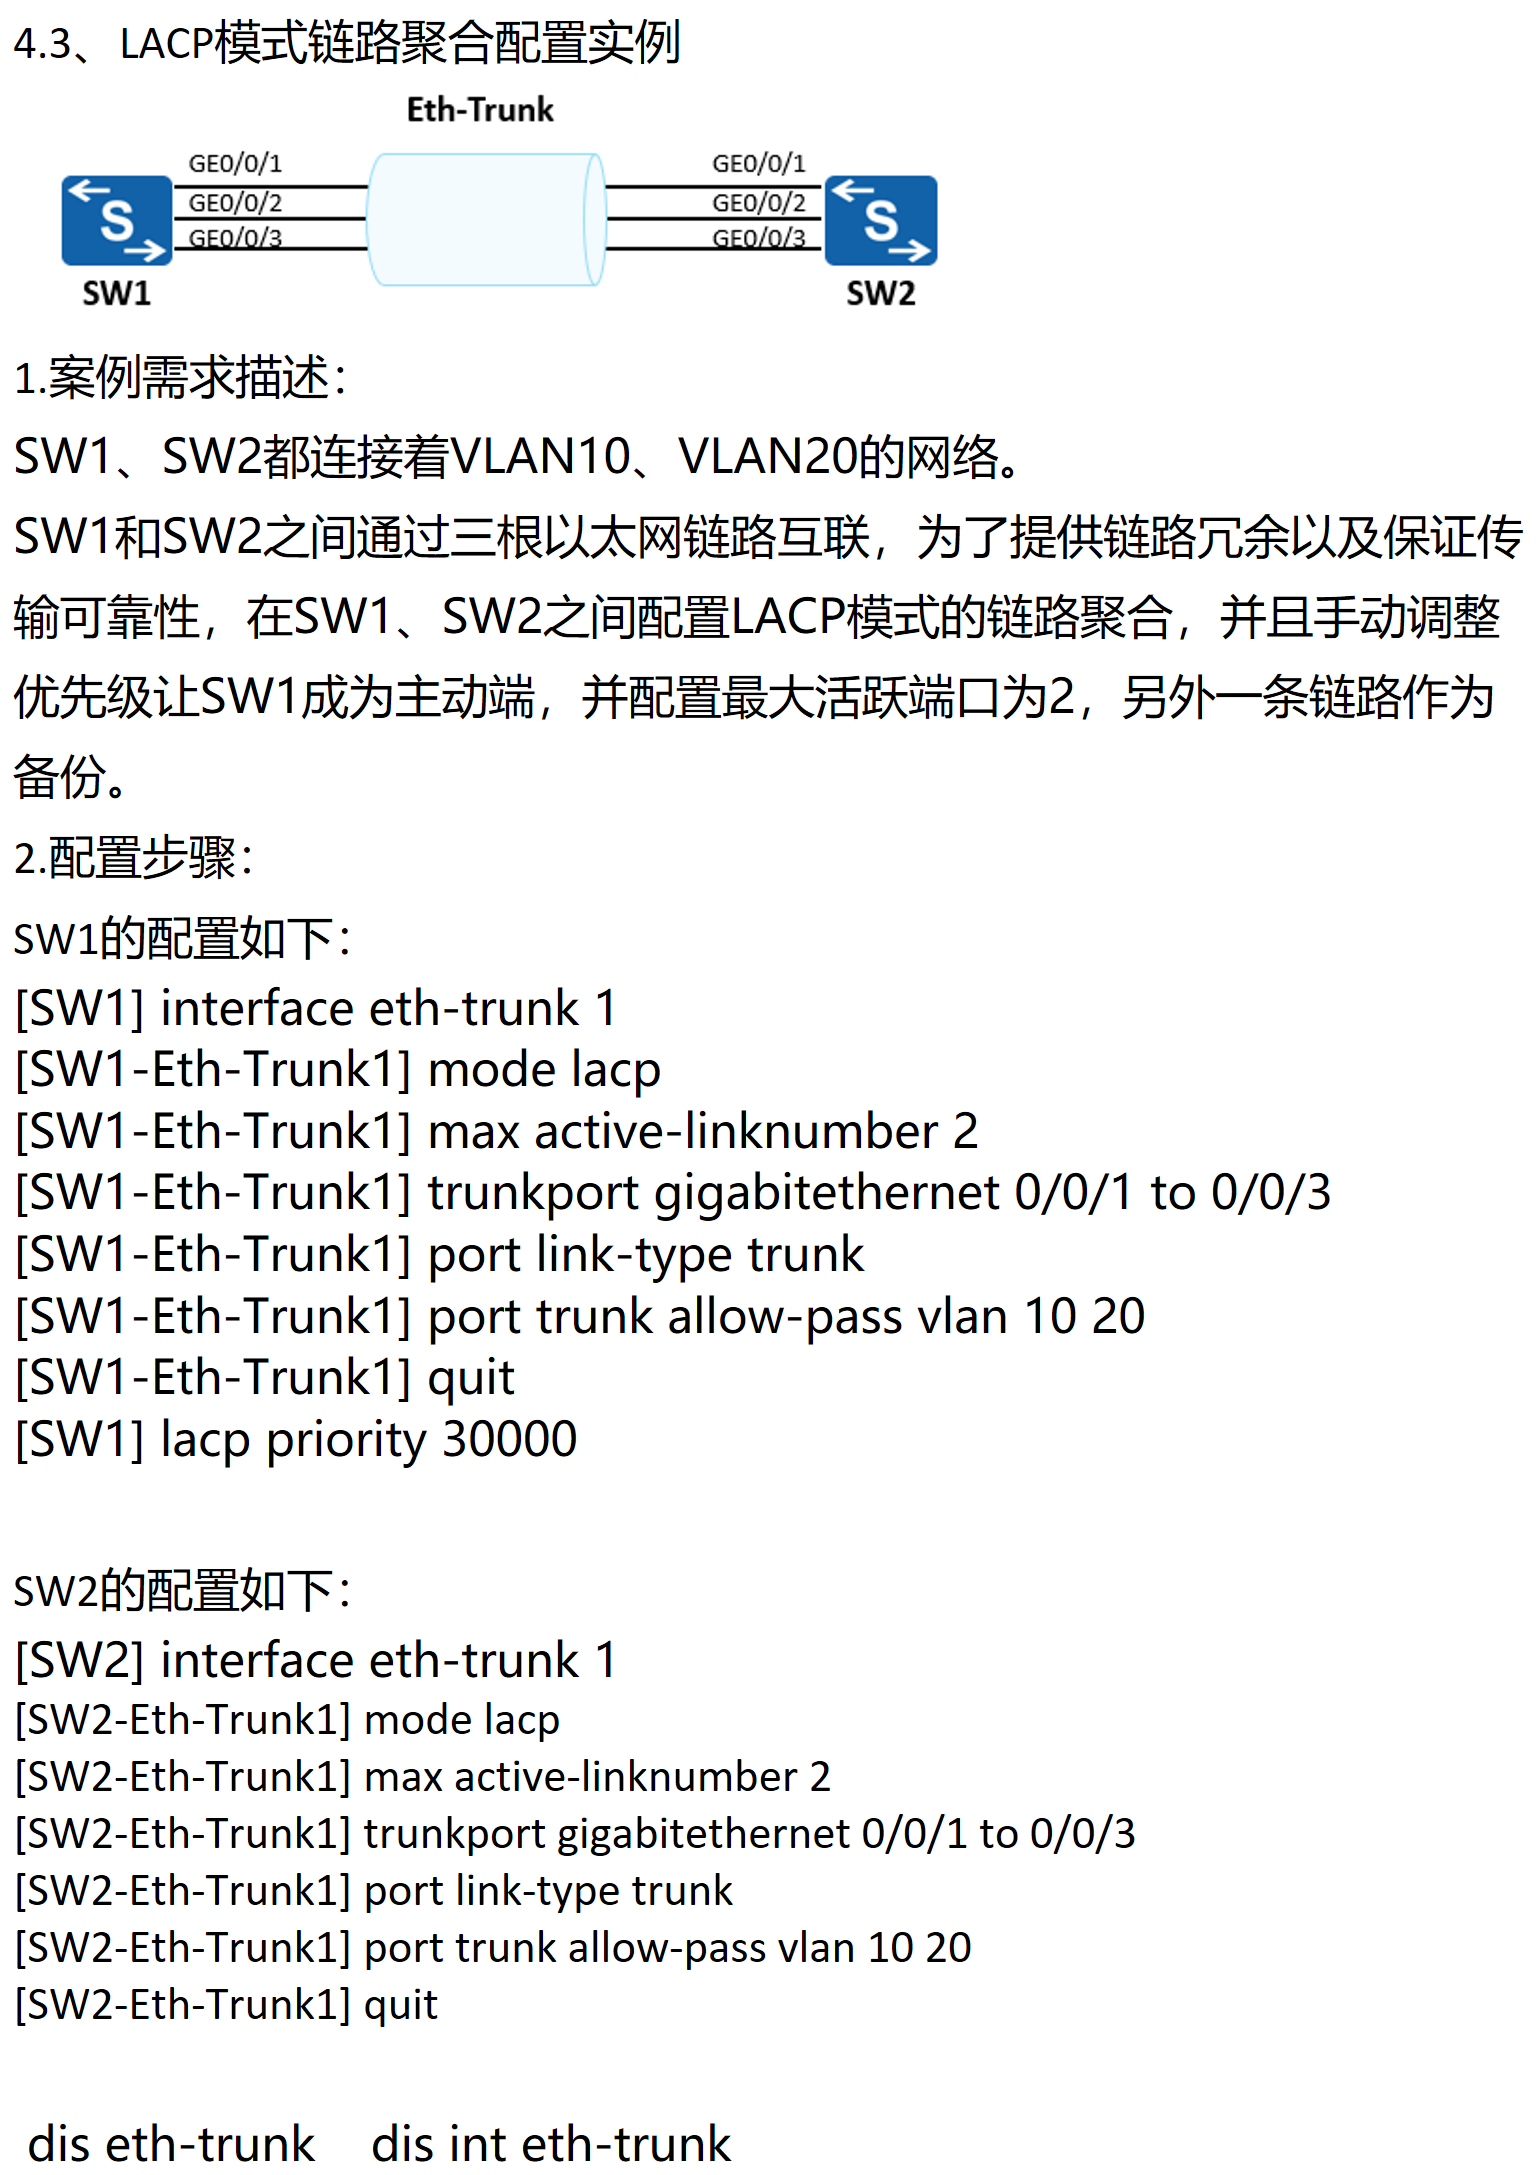 4.3、LACP模式链路聚合配置实例
Eth-Trunk
GE0/0/1 GE0/0/1
GE0/0/2 GE0/0/2
GE0/0/3 GE0/0/3
S S
SW1 SW2
1.案例需求描述：
SW1、SW2都连接着VLAN10、VLAN20的网络。
SW1和SW2之间通过三根以太网链路互联，为了提供链路冗余以及保证传
输可靠性，在SW1、SW2之间配置LACP模式的链路聚合，并且手动调整
优先级让SW1成为主动端，并配置最大活跃端口为2，另外一条链路作为
备份。
2.配置步骤：
SW1的配置如下：
[SW1] interface eth-trunk 1
[SW1-Eth-Trunk1] mode lacp
[SW1-Eth-Trunk1] max active-linknumber 2
[SW1-Eth-Trunk1] trunkport gigabitethernet 0/0/1 to 0/0/3
[SW1-Eth-Trunk1] port link-type trunk
[SW1-Eth-Trunk1] port trunk allow-pass vlan 10 20
[SW1-Eth-Trunk1] quit
[SW1] lacp priority 30000
SW2的配置如下：
[SW2] interface eth-trunk 1
[SW2-Eth-Trunk1] mode lacp
[SW2-Eth-Trunk1] max active-linknumber 2
[SW2-Eth-Trunk1] trunkport gigabitethernet 0/0/1 to 0/0/3
[SW2-Eth-Trunk1] port link-type trunk
[SW2-Eth-Trunk1] port trunk allow-pass vlan 10 20
[SW2-Eth-Trunk1] quit
dis eth-trunk dis int eth-trunk